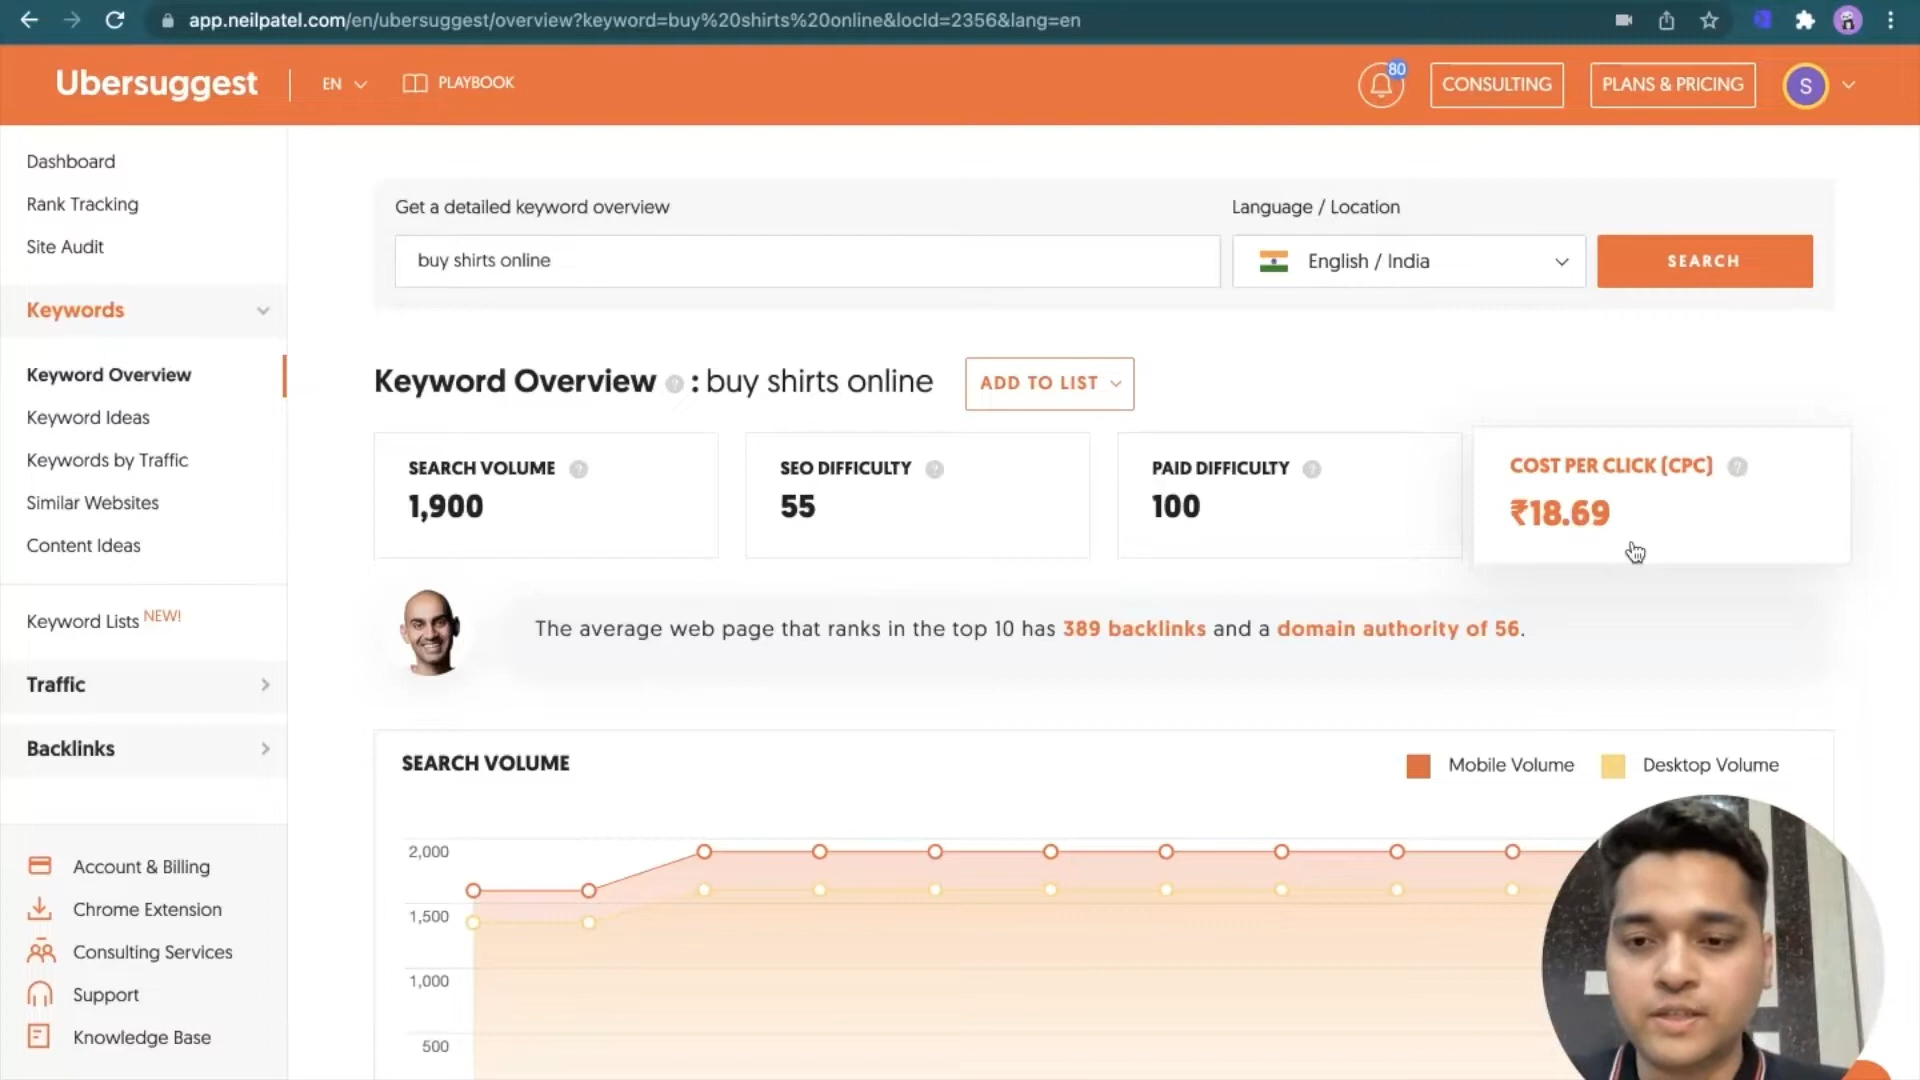 app.neilpatel.com/en/ubersuggest/overview?keyword=buy%20shirts%20online&locId=2356&lang=en
Ubersuggest
EN
PLAYBOOK
80
CONSULTING
PLANS & PRICING
S
Dashboard
Rank Tracking
Site Audit
Keywords
Keyword Overview
Keyword Ideas
Keywords by Traffic
Similar Websites
Content Ideas
Keyword Lists NEW!
Traffic
Backlinks
Account & Billing
Chrome Extension
Consulting Services
Support
Knowledge Base
Get a detailed keyword overview
Language / Location
buy shirts online
English / India
SEARCH
Keyword Overview ? : buy shirts online
ADD TO LIST
SEARCH VOLUME ?
1,900
SEO DIFFICULTY ?
55
PAID DIFFICULTY ?
100
COST PER CLICK (CPC) ?
₹18.69
The average web page that ranks in the top 10 has 389 backlinks and a domain authority of 56.
SEARCH VOLUME
Mobile Volume
Desktop Volume
2,000
1,500
1,000
500